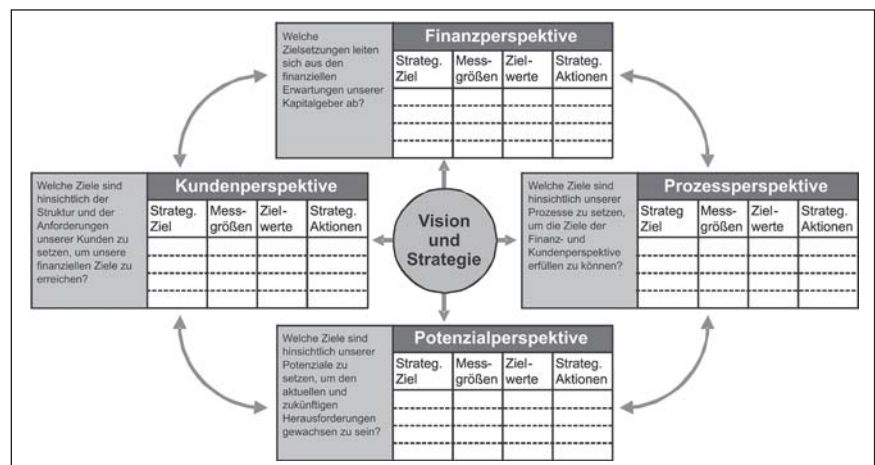 Welche
Zielsetzungen leiten
sich aus den
finanziellen
Erwartungen unserer
Kapitalgeber ab?
Finanzperspektive
Strateg. Mess- Ziel- Strateg.
Ziel größen werte Aktionen
Welche Ziele sind
hinsichtlich der
Struktur und der
Anforderungen
unserer Kunden zu
setzen, um unsere
finanziellen Ziele zu
erreichen?
Kundenperspektive
Strateg. Mess- Ziel- Strateg.
Ziel größen werte Aktionen
Vision
und
Strategie
Welche Ziele sind
hinsichtlich unserer
Prozesse zu setzen,
um die Ziele der
Finanz- und
Kundenperspektive
erfüllen zu können?
Prozessperspektive
Strateg Mess- Ziel- Strateg.
Ziel größen werte Aktionen
Welche Ziele sind
hinsichtlich unserer
Potenziale zu
setzen, um den
aktuellen und
zukünftigen
Herausforderungen
gewachsen zu sein?
Potenzialperspektive
Strateg. Mess- Ziel- Strateg.
Ziel größen werte Aktionen